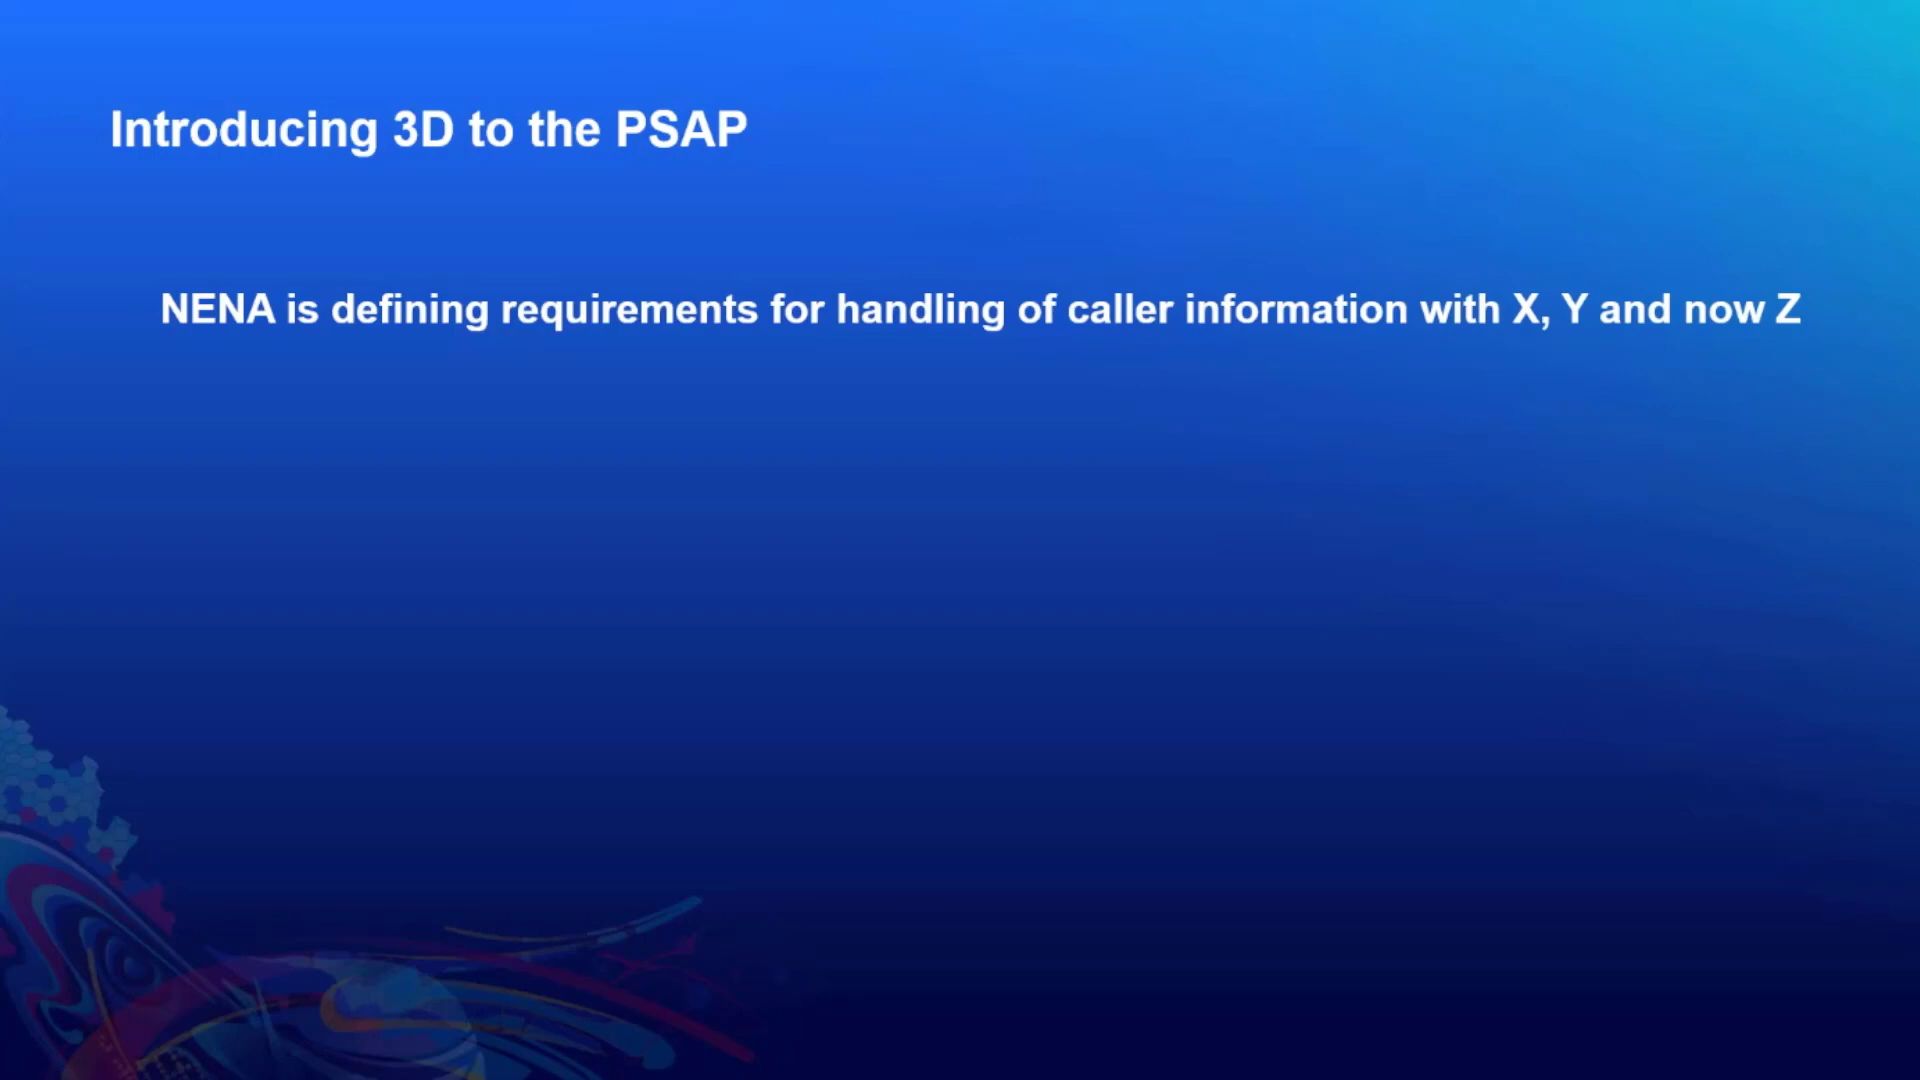 Introducing 3D to the PSAP
NENA is defining requirements for handling of caller information with X, Y and now Z